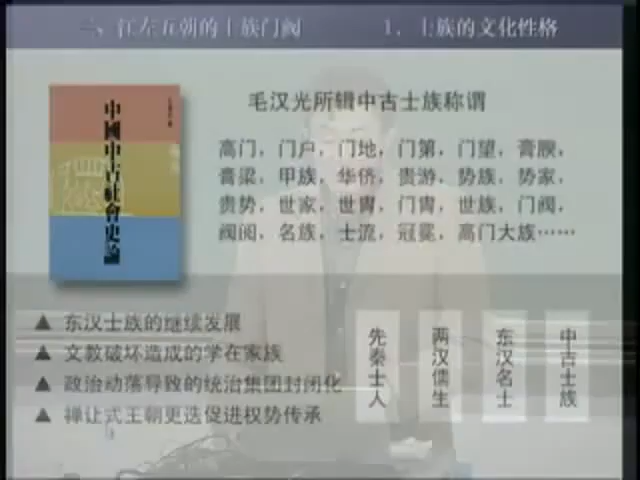 二、江左五朝的士族门阀
1．士族的文化性格
中國中古社會史論
毛汉光所辑中古士族称谓
高门，门户，门地，门第，门望，膏腴，
膏粱，甲族，华侨，贵游，势族，势家，
贵势，世家，世胄，门胄，世族，门阀，
阀阅，名族，士流，冠冕，高门大族……
▲ 东汉士族的继续发展
▲ 文教破坏造成的学在家族
▲ 政治动荡导致的统治集团封闭化
▲ 禅让式王朝更迭促进权势传承
先秦士人
两汉儒生
东汉名士
中古士族